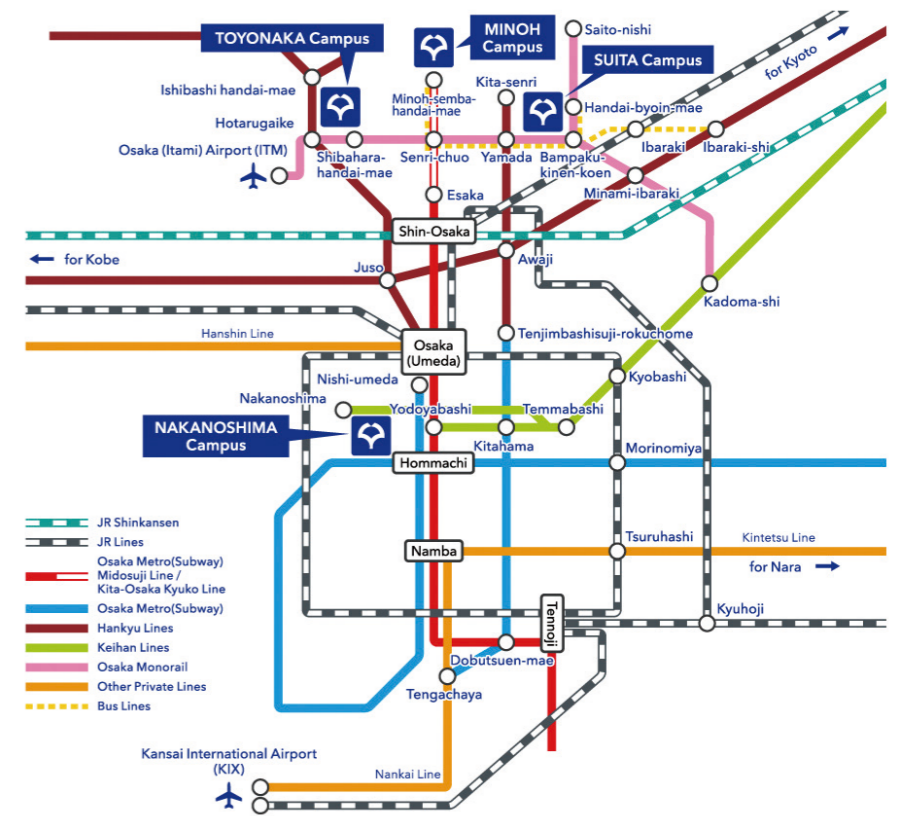 TOYONAKA Campus
MINOH
Campus
SUITA Campus
Saito-nishi
for Kyoto
Ishibashi handai-mae
Minoh-semba-
handai-mae
Kita-senri
Handai-byoin-mae
Hotarugaike
Osaka (Itami) Airport (ITM)
Shibahara-
handai-mae
Senri-chuo
Yamada
Bampaku-
kinen-koen
Ibaraki
Ibaraki-shi
Minami-ibaraki
Esaka
Shin-Osaka
for Kobe
Juso
Awaji
Kadoma-shi
Hanshin Line
Osaka
(Umeda)
Tenjimbashisuji-rokuchome
Nishi-umeda
Kyobashi
Nakanoshima
Yodoyabashi
Temmabashi
NAKANOSHIMA
Campus
Kitahama
Hommachi
Morinomiya
JR Shinkansen
JR Lines
Osaka Metro(Subway)
Midosuji Line /
Kita-Osaka Kyuko Line
Osaka Metro(Subway)
Hankyu Lines
Keihan Lines
Osaka Monorail
Other Private Lines
Bus Lines
Namba
Tsuruhashi
Kintetsu Line
for Nara
Tennoji
Kyuhoji
Dobutsuen-mae
Tengachaya
Kansai International Airport
(KIX)
Nankai Line